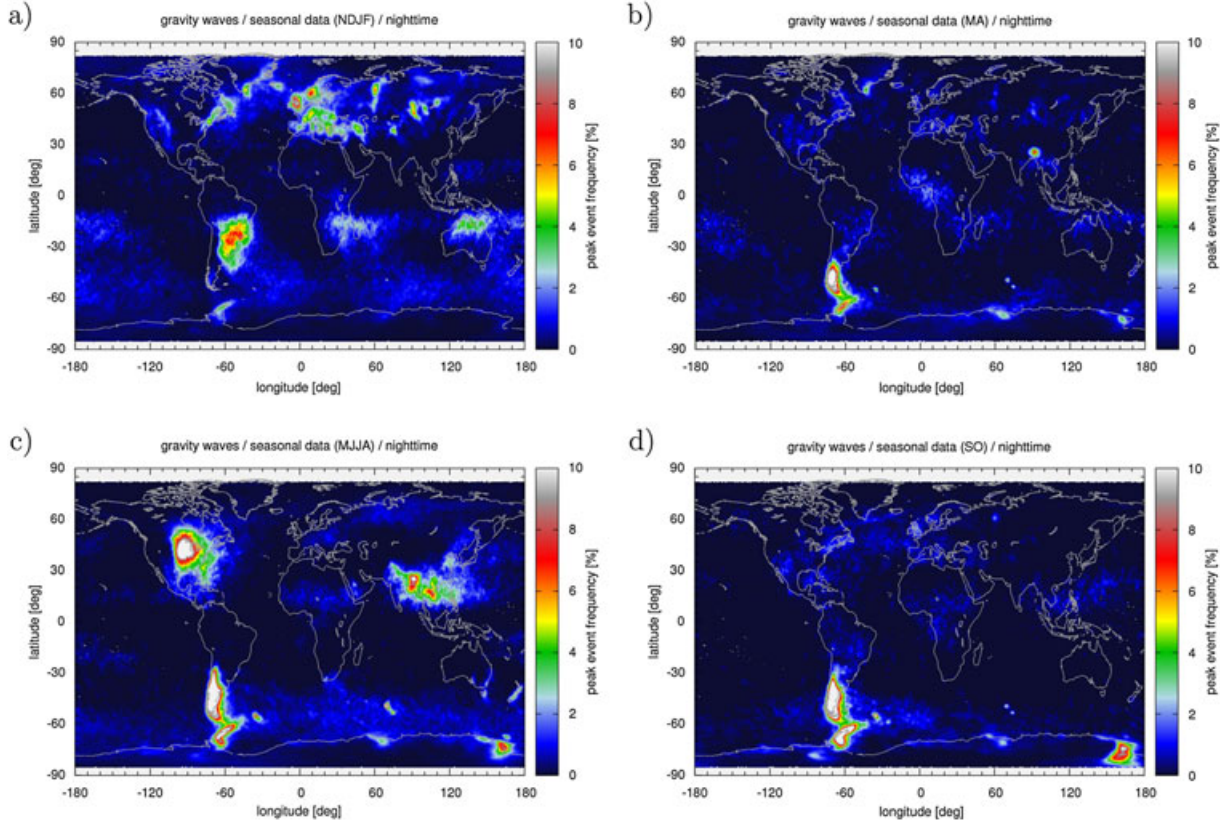 a)
gravity waves / seasonal data (NDJF) / nighttime
90
60
30
0
-30
-60
-90
latitude [deg]
-180 -120 -60 0 60 120 180
longitude [deg]
10
8
6
4
2
0
peak event frequency [%]
b)
gravity waves / seasonal data (MA) / nighttime
90
60
30
0
-30
-60
-90
latitude [deg]
-180 -120 -60 0 60 120 180
longitude [deg]
10
8
6
4
2
0
peak event frequency [%]
c)
gravity waves / seasonal data (MJJA) / nighttime
90
60
30
0
-30
-60
-90
latitude [deg]
-180 -120 -60 0 60 120 180
longitude [deg]
10
8
6
4
2
0
peak event frequency [%]
d)
gravity waves / seasonal data (SO) / nighttime
90
60
30
0
-30
-60
-90
latitude [deg]
-180 -120 -60 0 60 120 180
longitude [deg]
10
8
6
4
2
0
peak event frequency [%]